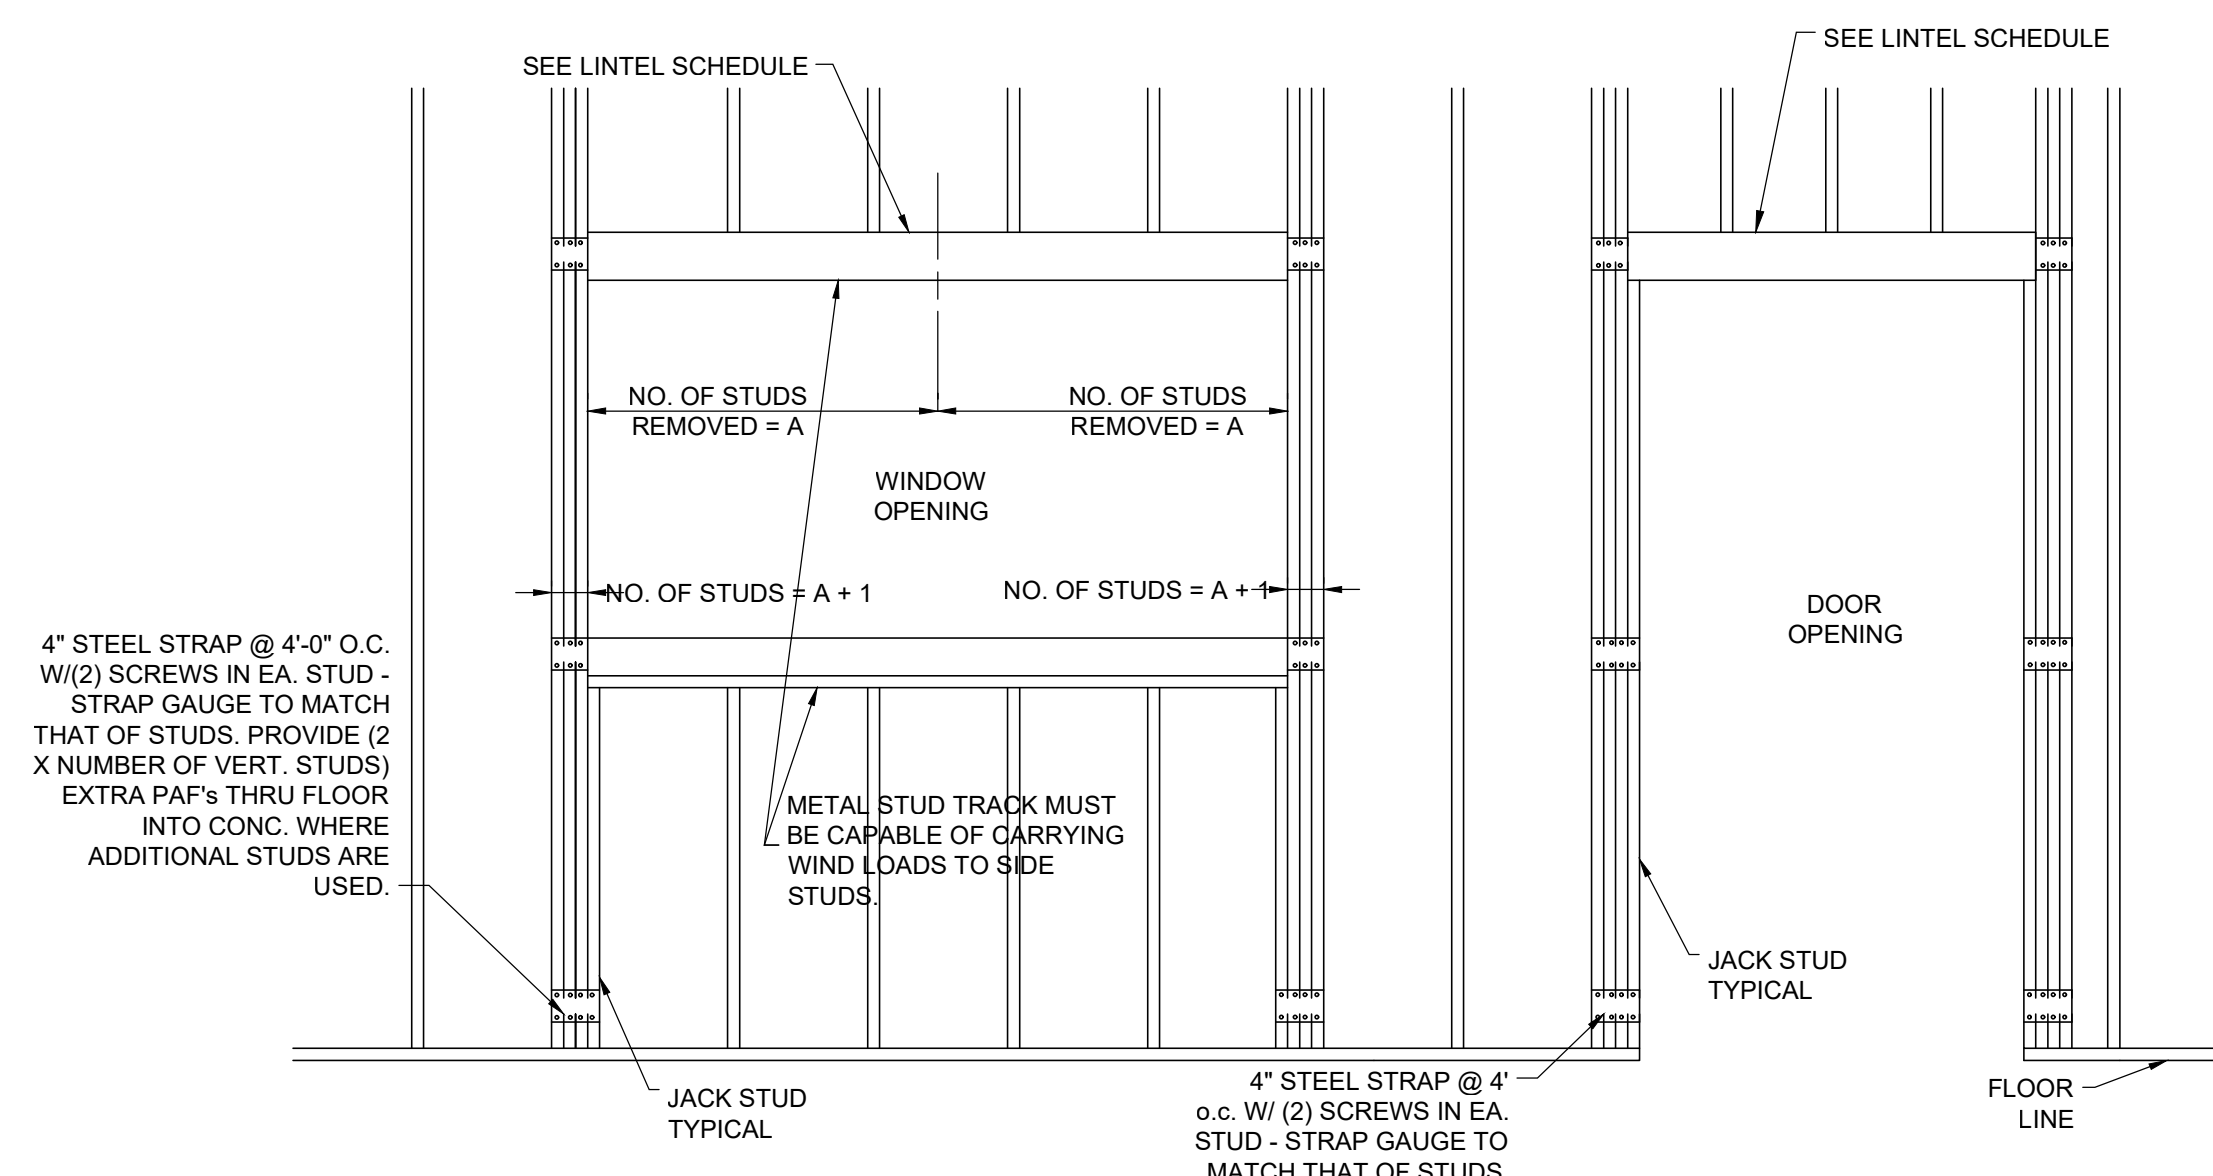 SEE LINTEL SCHEDULE
SEE LINTEL SCHEDULE
NO. OF STUDS
REMOVED = A
NO. OF STUDS
REMOVED = A
WINDOW
OPENING
NO. OF STUDS = A + 1
NO. OF STUDS = A + 1
DOOR
OPENING
4" STEEL STRAP @ 4'-0" O.C.
W/(2) SCREWS IN EA. STUD -
STRAP GAUGE TO MATCH
THAT OF STUDS. PROVIDE (2
X NUMBER OF VERT. STUDS)
EXTRA PAF's THRU FLOOR
INTO CONC. WHERE
ADDITIONAL STUDS ARE
USED.
METAL STUD TRACK MUST
BE CAPABLE OF CARRYING
WIND LOADS TO SIDE
STUDS.
JACK STUD
TYPICAL
JACK STUD
TYPICAL
4" STEEL STRAP @ 4'
o.c. W/ (2) SCREWS IN EA.
STUD - STRAP GAUGE TO
MATCH THAT OF STUDS.
FLOOR
LINE